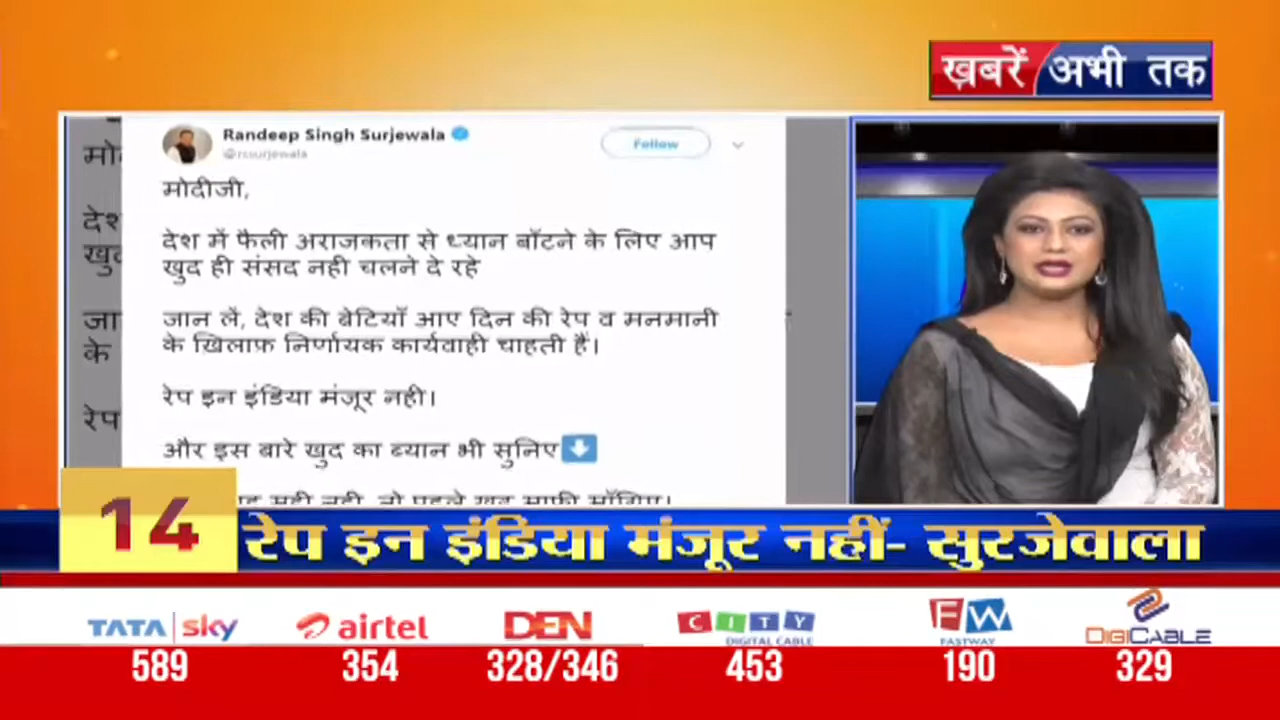 ख़बरें अभी तक
Randeep Singh Surjewala
@rssurjewala
Follow
मोदीजी,
देश में फैली अराजकता से ध्यान बाँटने के लिए आप
खुद ही संसद नही चलने दे रहे
जान लें, देश की बेटियाँ आए दिन की रेप व मनमानी
के ख़िलाफ़ निर्णायक कार्यवाही चाहती हैं।
रेप इन इंडिया मंज़ूर नही।
और इस बारे खुद का ब्यान भी सुनिए
14
रेप इन इंडिया मंजूर नहीं- सुरजेवाला
TATA sky
airtel
DEN
CITY
DIGITAL CABLE
FW
FASTWAY
DIGICABLE
589
354
328/346
453
190
329